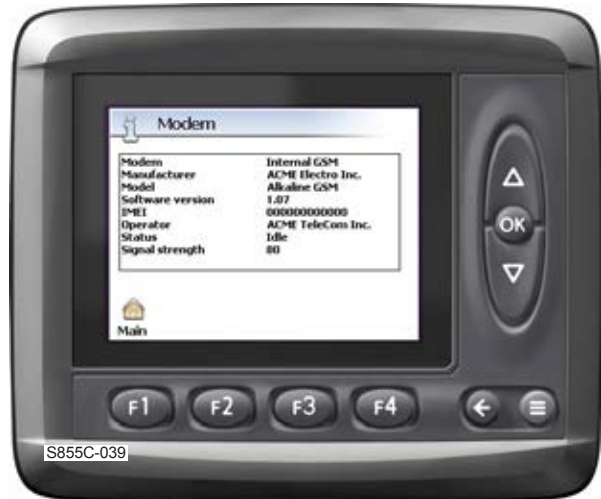 Modem
Modem Internal GSM
Manufacturer ACME Electro Inc.
Model Alkaline GSM
Software version 1.07
IMEI 000000000000
Operator ACME TeleCom Inc.
Status Idle
Signal strength 80
Main
OK
F1 F2 F3 F4
S855C-039